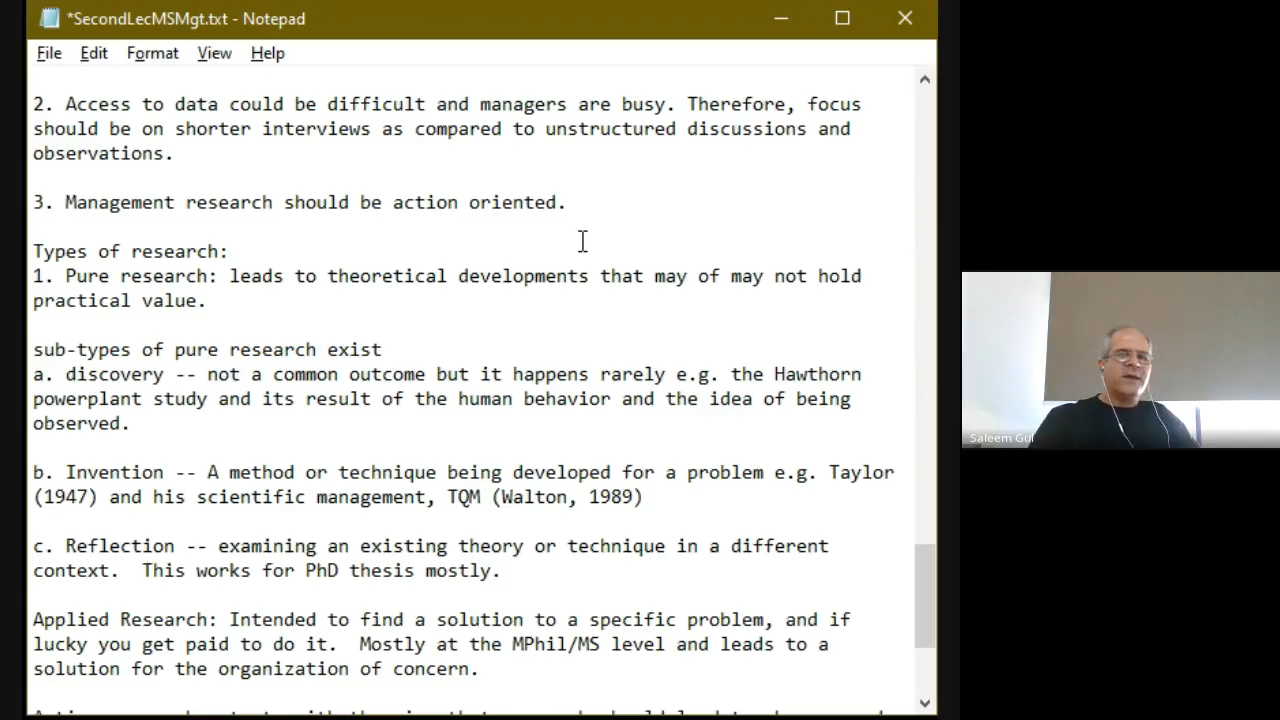 *SecondLecMSMgt.txt - Notepad
File Edit Format View Help
2. Access to data could be difficult and managers are busy. Therefore, focus
should be on shorter interviews as compared to unstructured discussions and
observations.
3. Management research should be action oriented.
Types of research:
1. Pure research: leads to theoretical developments that may of may not hold
practical value.
sub-types of pure research exist
a. discovery -- not a common outcome but it happens rarely e.g. the Hawthorn
powerplant study and its result of the human behavior and the idea of being
observed.
b. Invention -- A method or technique being developed for a problem e.g. Taylor
(1947) and his scientific management, TQM (Walton, 1989)
c. Reflection -- examining an existing theory or technique in a different
context.  This works for PhD thesis mostly.
Applied Research: Intended to find a solution to a specific problem, and if
lucky you get paid to do it.  Mostly at the MPhil/MS level and leads to a
solution for the organization of concern.
Saleem Gul